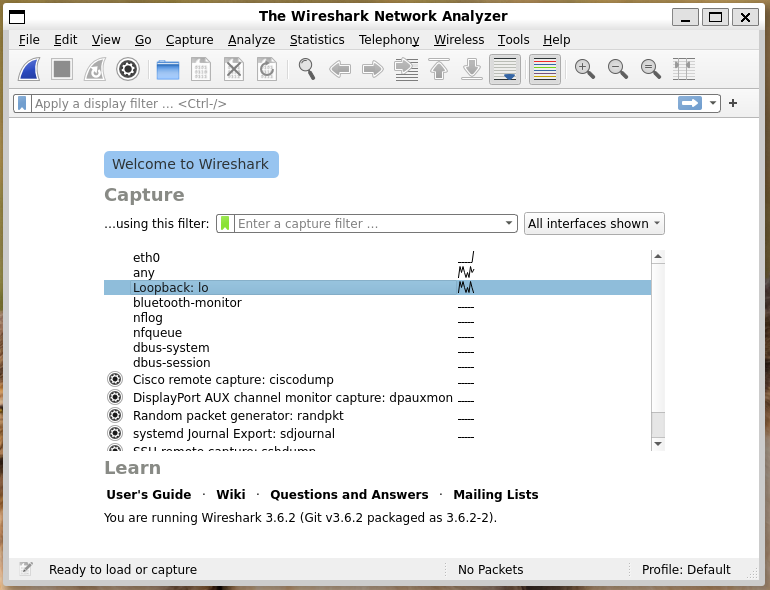 The Wireshark Network Analyzer
File Edit View Go Capture Analyze Statistics Telephony Wireless Tools Help
Apply a display filter … <Ctrl-/>
+
Welcome to Wireshark
Capture
…using this filter: Enter a capture filter … All interfaces shown
eth0
any
Loopback: lo
bluetooth-monitor
nflog
nfqueue
dbus-system
dbus-session
Cisco remote capture: ciscodump
DisplayPort AUX channel monitor capture: dpauxmon
Random packet generator: randpkt
systemd Journal Export: sdjournal
SSH remote capture: sshdump
Learn
User's Guide · Wiki · Questions and Answers · Mailing Lists
You are running Wireshark 3.6.2 (Git v3.6.2 packaged as 3.6.2-2).
Ready to load or capture No Packets Profile: Default